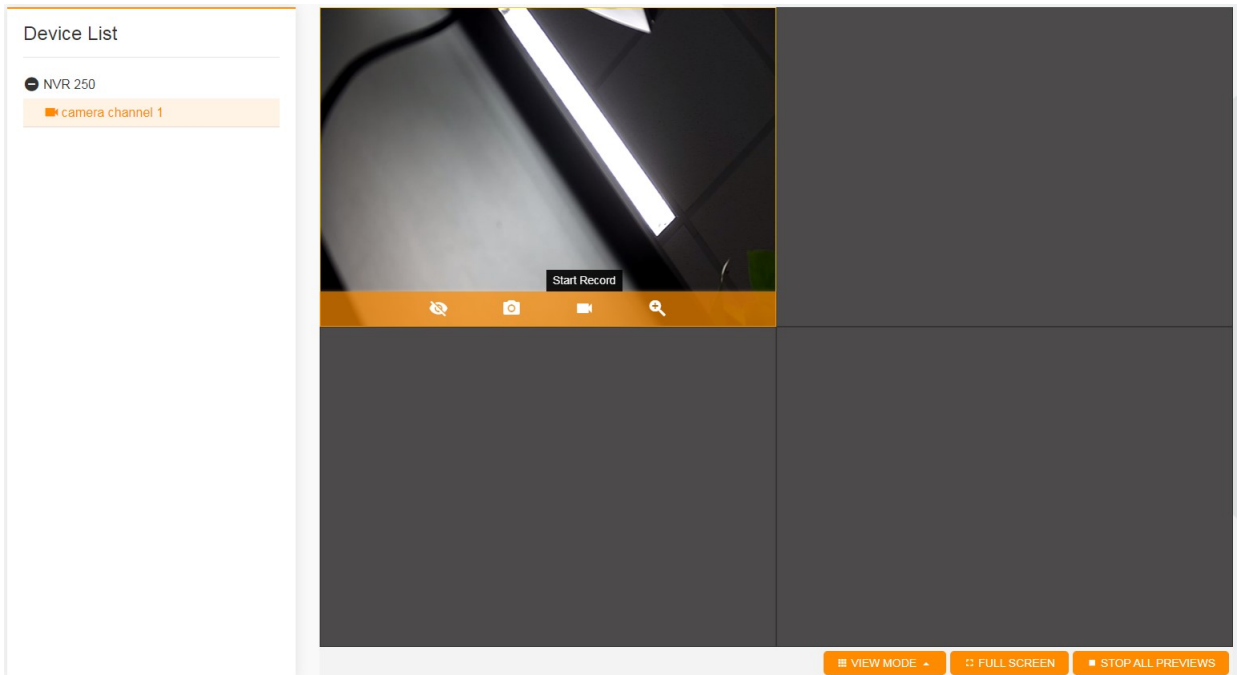 Device List
NVR 250
camera channel 1
Start Record
VIEW MODE
FULL SCREEN
STOP ALL PREVIEWS